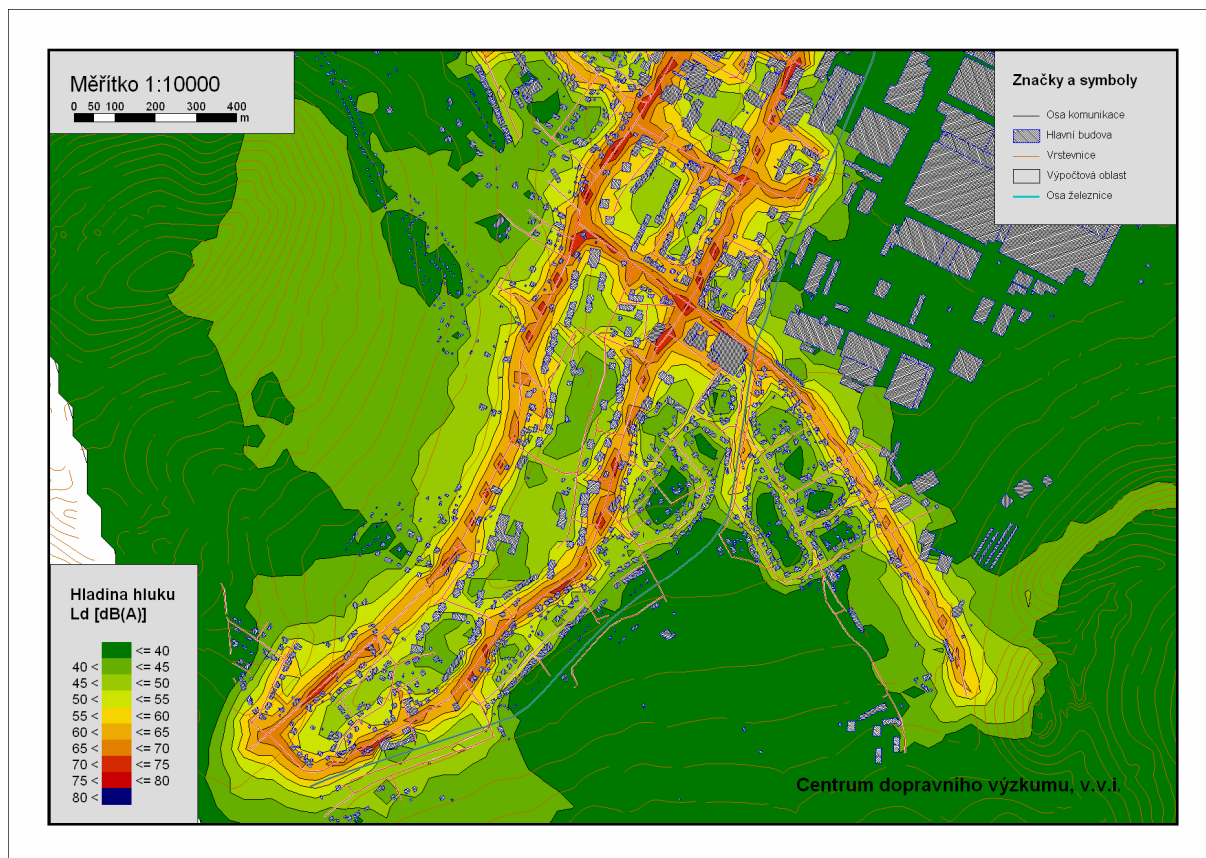 Měřítko 1:10000
0 50 100 200 300 400
m
Značky a symboly
Osa komunikace
Hlavní budova
Vrstevnice
Výpočtová oblast
Osa železnice
Hladina hluku
Ld [dB(A)]
<= 40
40 < <= 45
45 < <= 50
50 < <= 55
55 < <= 60
60 < <= 65
65 < <= 70
70 < <= 75
75 < <= 80
80 <
Centrum dopravního výzkumu, v.v.i.